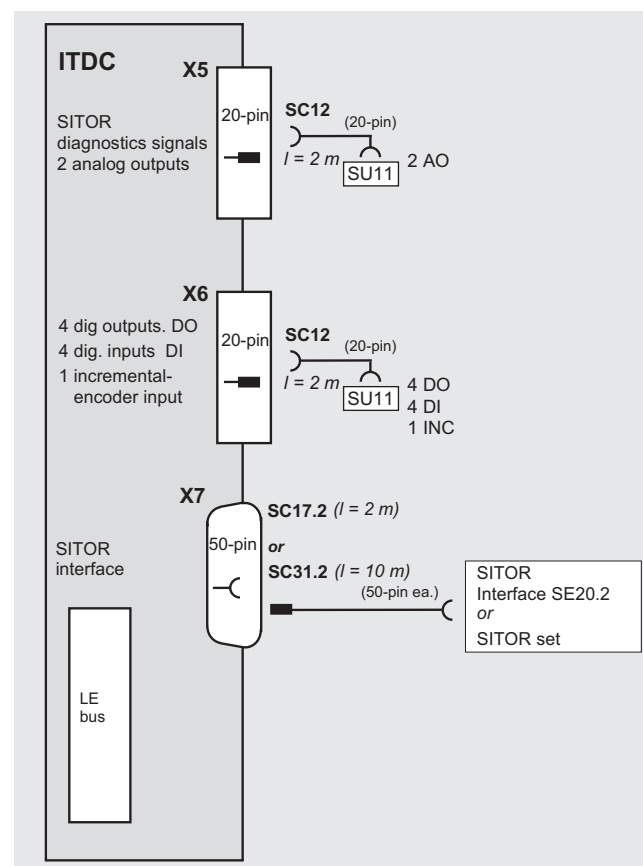 ITDC
X5
SITOR
diagnostics signals
2 analog outputs
20-pin
SC12
(20-pin)
l = 2 m
SU11
2 AO
X6
4 dig outputs. DO
4 dig. inputs DI
1 incremental-
encoder input
20-pin
SC12
(20-pin)
l = 2 m
SU11
4 DO
4 DI
1 INC
X7
SITOR
interface
50-pin
SC17.2 (l = 2 m)
or
SC31.2 (l = 10 m)
(50-pin ea.)
SITOR
Interface SE20.2
or
SITOR set
LE
bus